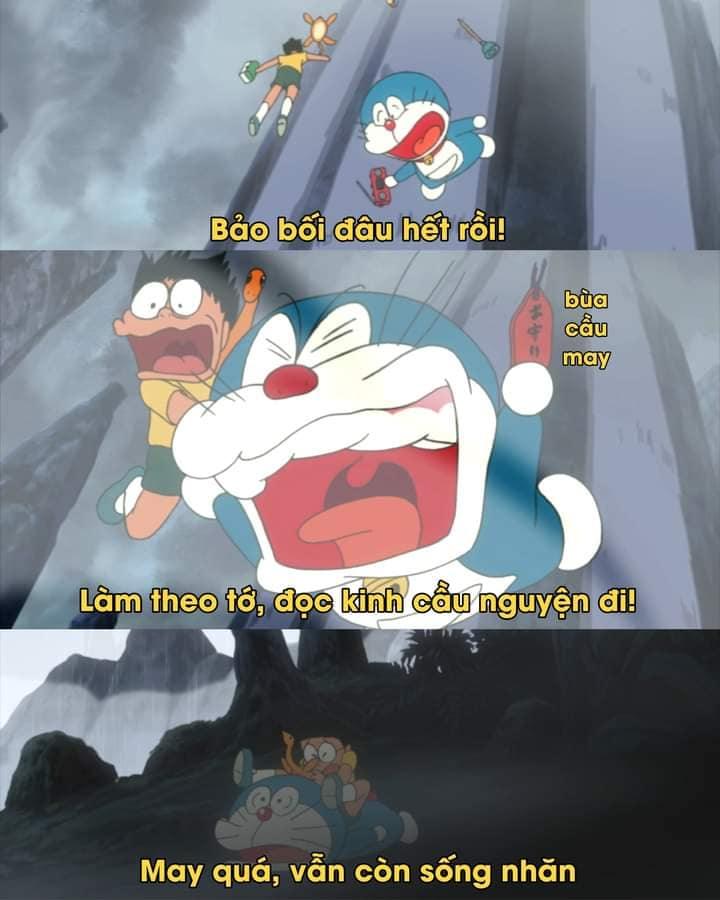 Bảo bối đâu hết rồi!
bùa
cầu
may
Làm theo tớ, đọc kinh cầu nguyện đi!
May quá, vẫn còn sống nhăn